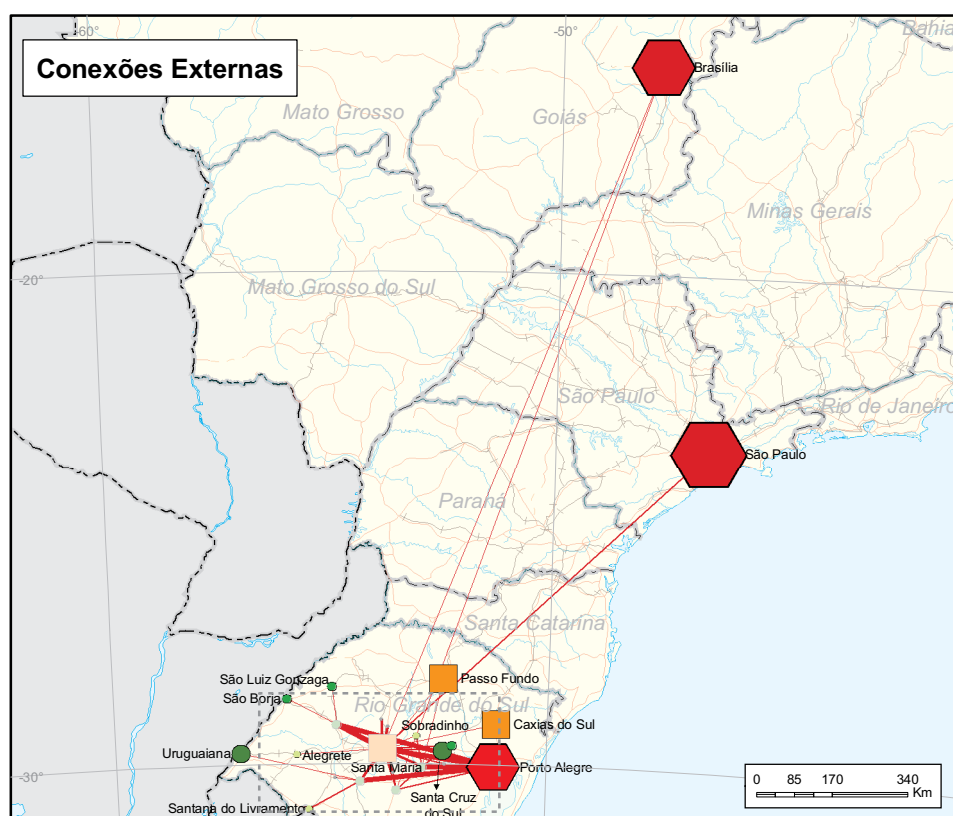 -60°
-50°
Bahia
Conexões Externas
Brasília
Mato Grosso
Goiás
Minas Gerais
-20°
Mato Grosso do Sul
São Paulo
Rio de Janeiro
São Paulo
Paraná
Santa Catarina
São Luiz Gonzaga
Passo Fundo
São Borja
Rio Grande do Sul
Sobradinho
Caxias do Sul
Uruguaiana
Alegrete
Santa Maria
Porto Alegre
-30°
Santana do Livramento
Santa Cruz
do Sul
0 85 170 340
Km